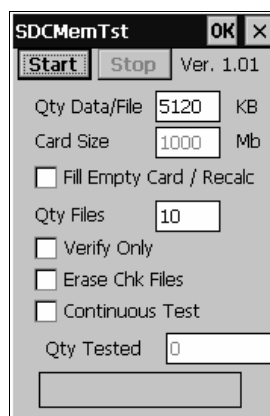 SDCMemTst OK ×
Start Stop Ver. 1.01
Qty Data/File 5120 KB
Card Size 1000 Mb
Fill Empty Card / Recalc
Qty Files 10
Verify Only
Erase Chk Files
Continuous Test
Qty Tested 0